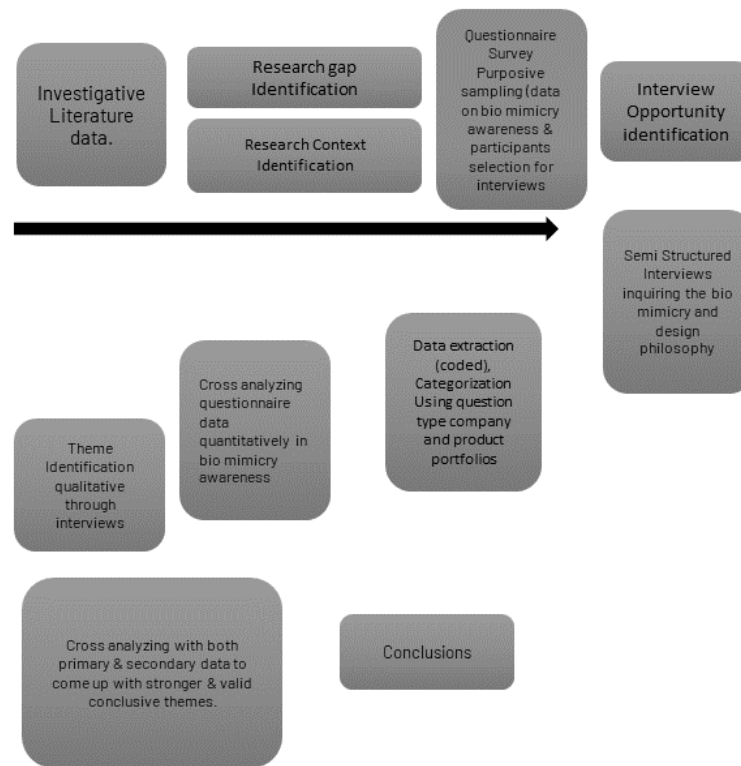 Investigative
Literature
data.
Research gap
Identification
Research Context
Identification
Questionnaire
Survey
Purposive
sampling (data
on bio mimicry
awareness &
participants
selection for
interviews
Interview
Opportunity
identification
Semi Structured
Interviews
inquiring the bio
mimicry and
design
philosophy
Data extraction
(coded),
Categorization
Using question
type company
and product
portfolios
Cross analyzing
questionnaire
data
quantitatively in
bio mimicry
awareness
Theme
Identification
qualitative
through
interviews
Cross analyzing with both
primary & secondary data to
come up with stronger & valid
conclusive themes.
Conclusions